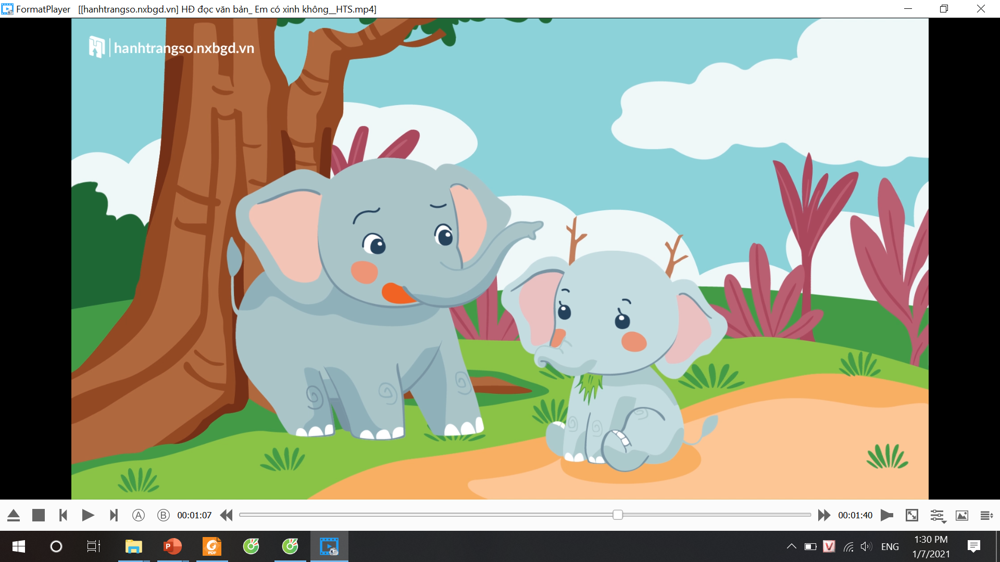 FormatPlayer [[hanhtrangso.nxbgd.vn] HĐ đọc văn bản_ Em có xinh không__HTS.mp4]
hanhtrangso.nxbgd.vn
A B 00:01:07 00:01:40
P PDF V ENG 1:30 PM
1/7/2021